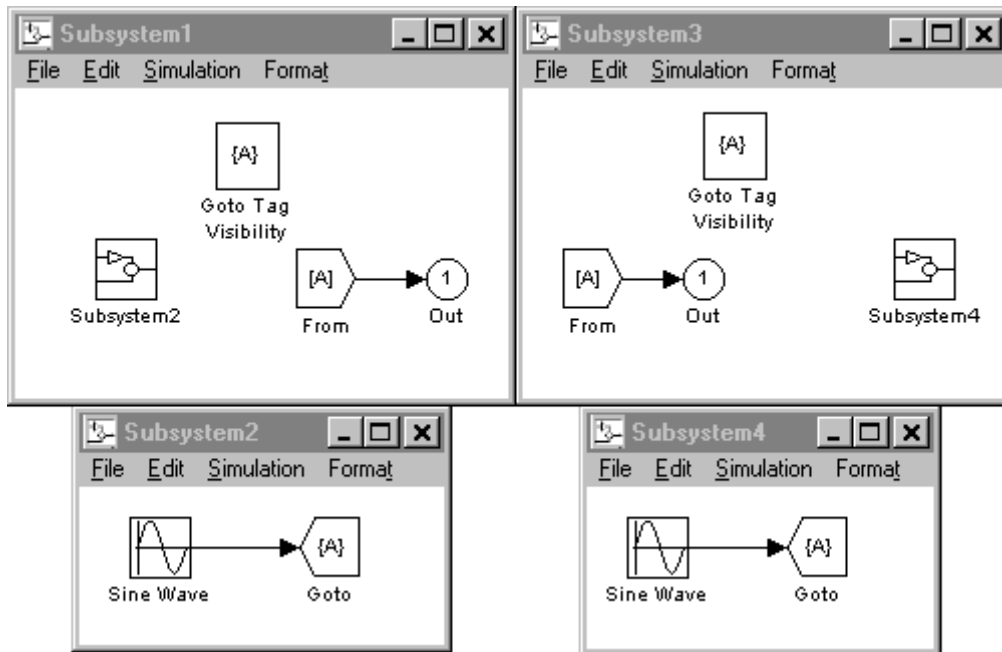 Subsystem1
File Edit Simulation Format
{A}
Goto Tag
Visibility
Subsystem2
[A]
From
1
Out
Subsystem3
File Edit Simulation Format
{A}
Goto Tag
Visibility
[A]
From
1
Out
Subsystem4
Subsystem2
File Edit Simulation Format
Sine Wave
{A}
Goto
Subsystem4
File Edit Simulation Format
Sine Wave
{A}
Goto